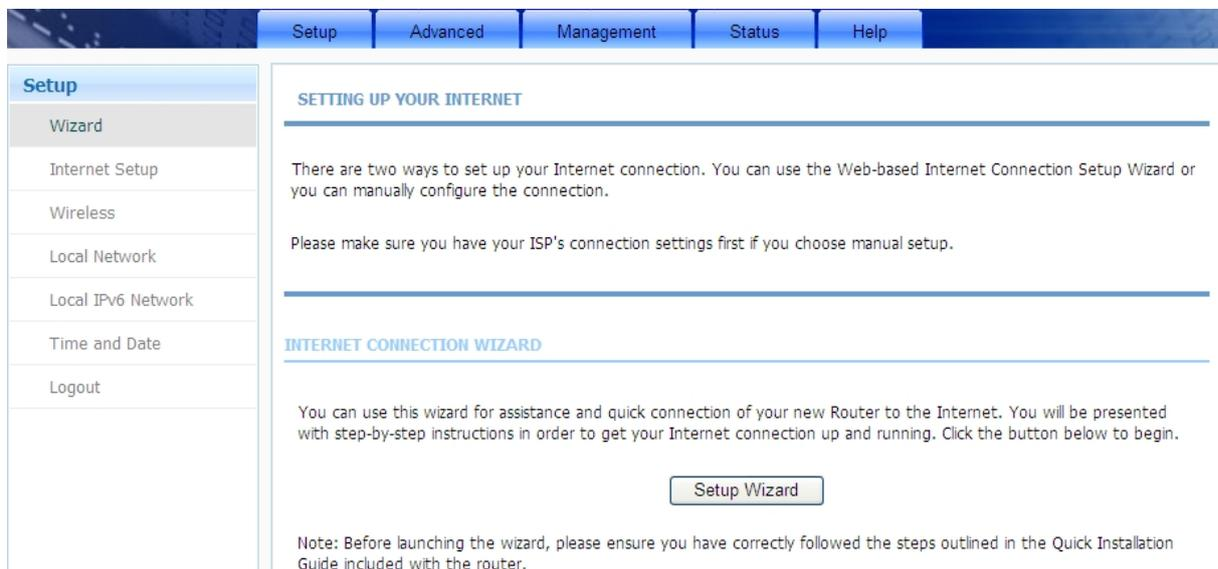 Setup Advanced Management Status Help
Setup
Wizard
Internet Setup
Wireless
Local Network
Local IPv6 Network
Time and Date
Logout
SETTING UP YOUR INTERNET
There are two ways to set up your Internet connection. You can use the Web-based Internet Connection Setup Wizard or
you can manually configure the connection.
Please make sure you have your ISP's connection settings first if you choose manual setup.
INTERNET CONNECTION WIZARD
You can use this wizard for assistance and quick connection of your new Router to the Internet. You will be presented
with step-by-step instructions in order to get your Internet connection up and running. Click the button below to begin.
Setup Wizard
Note: Before launching the wizard, please ensure you have correctly followed the steps outlined in the Quick Installation
Guide included with the router.